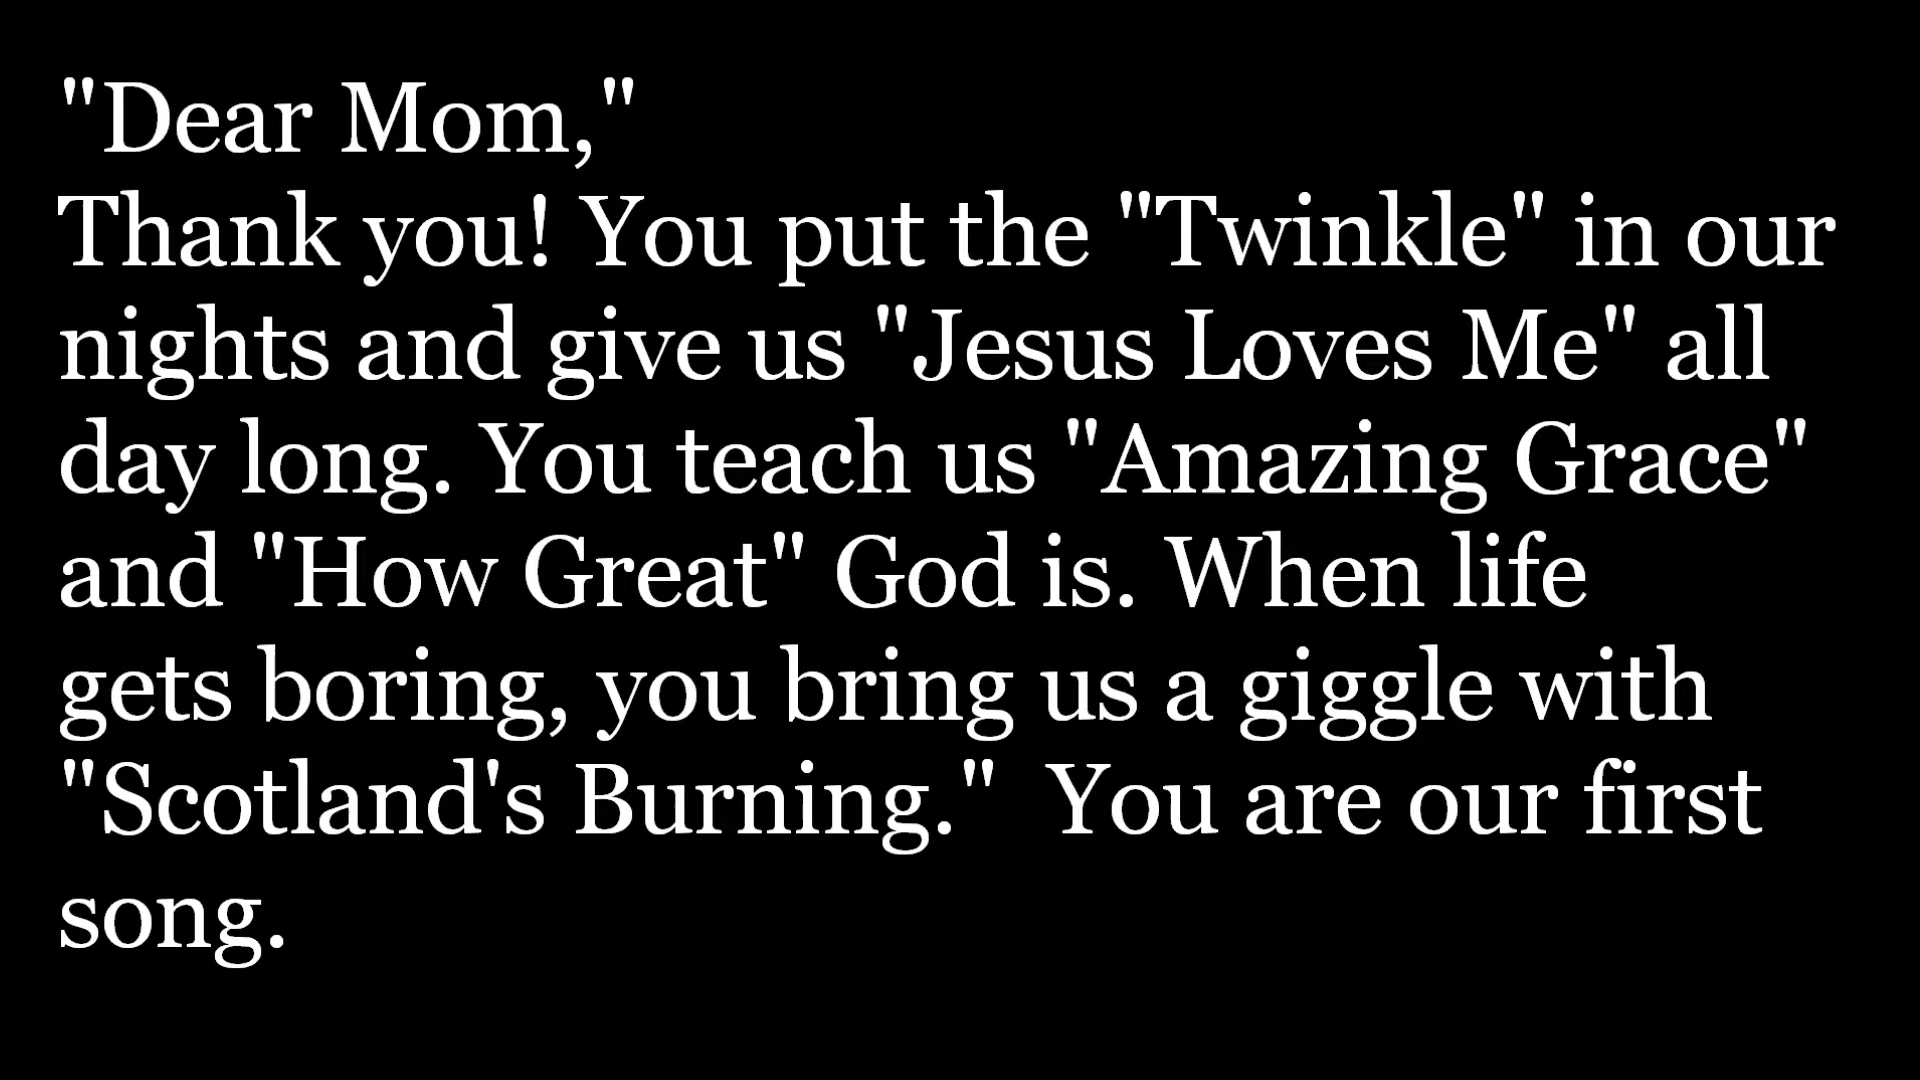 "Dear Mom,"
Thank you! You put the "Twinkle" in our
nights and give us "Jesus Loves Me" all
day long. You teach us "Amazing Grace"
and "How Great" God is. When life
gets boring, you bring us a giggle with
"Scotland's Burning."  You are our first
song.